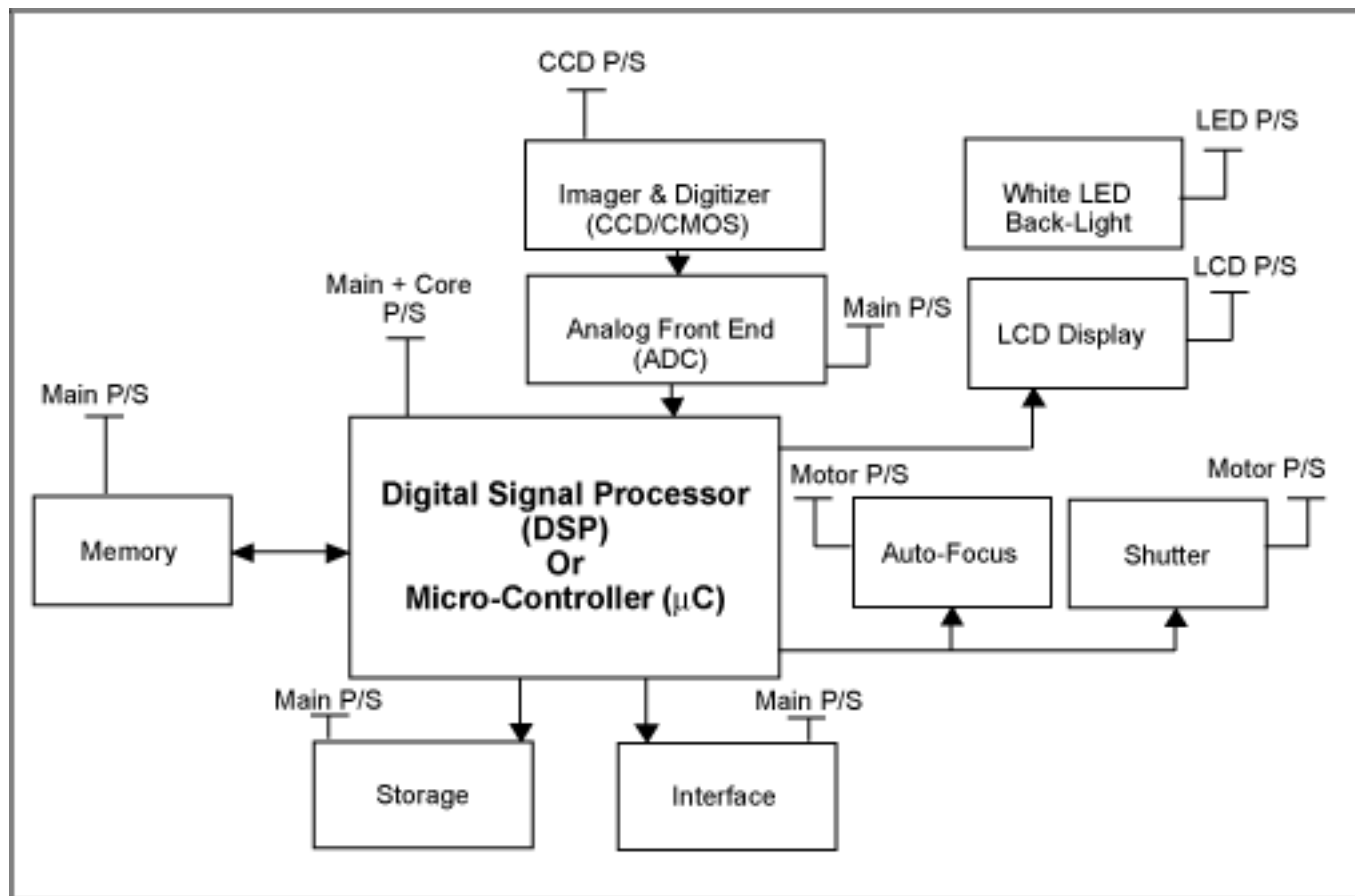 CCD P/S
LED P/S
Imager & Digitizer
(CCD/CMOS)
White LED
Back-Light
Main + Core
P/S
LCD P/S
Analog Front End
(ADC)
Main P/S
LCD Display
Main P/S
Digital Signal Processor
(DSP)
Or
Micro-Controller (μC)
Motor P/S
Motor P/S
Memory
Auto-Focus
Shutter
Main P/S
Main P/S
Storage
Interface